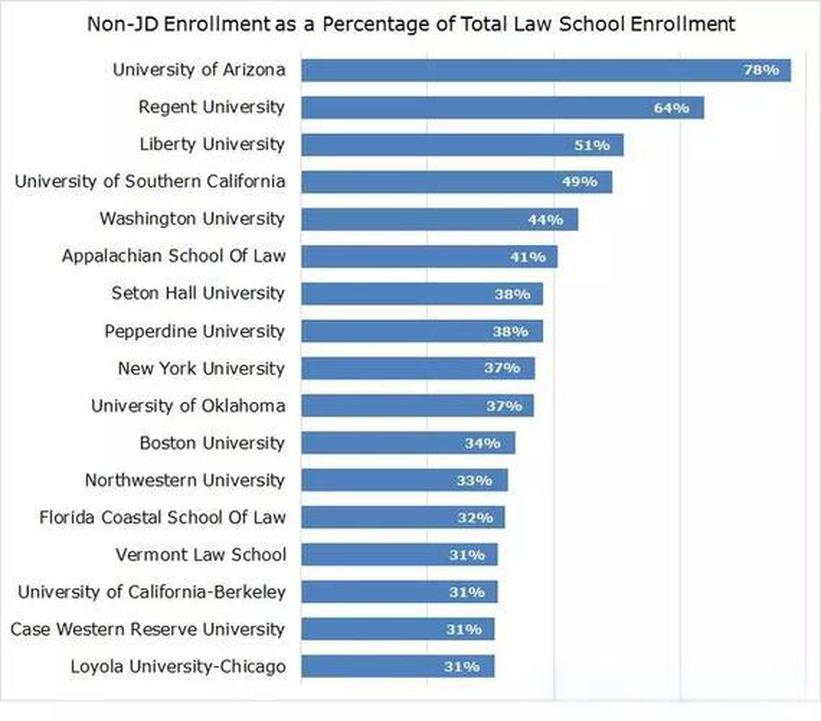 Non-JD Enrollment as a Percentage of Total Law School Enrollment
University of Arizona 78%
Regent University 64%
Liberty University 51%
University of Southern California 49%
Washington University 44%
Appalachian School Of Law 41%
Seton Hall University 38%
Pepperdine University 38%
New York University 37%
University of Oklahoma 37%
Boston University 34%
Northwestern University 33%
Florida Coastal School Of Law 32%
Vermont Law School 31%
University of California-Berkeley 31%
Case Western Reserve University 31%
Loyola University-Chicago 31%